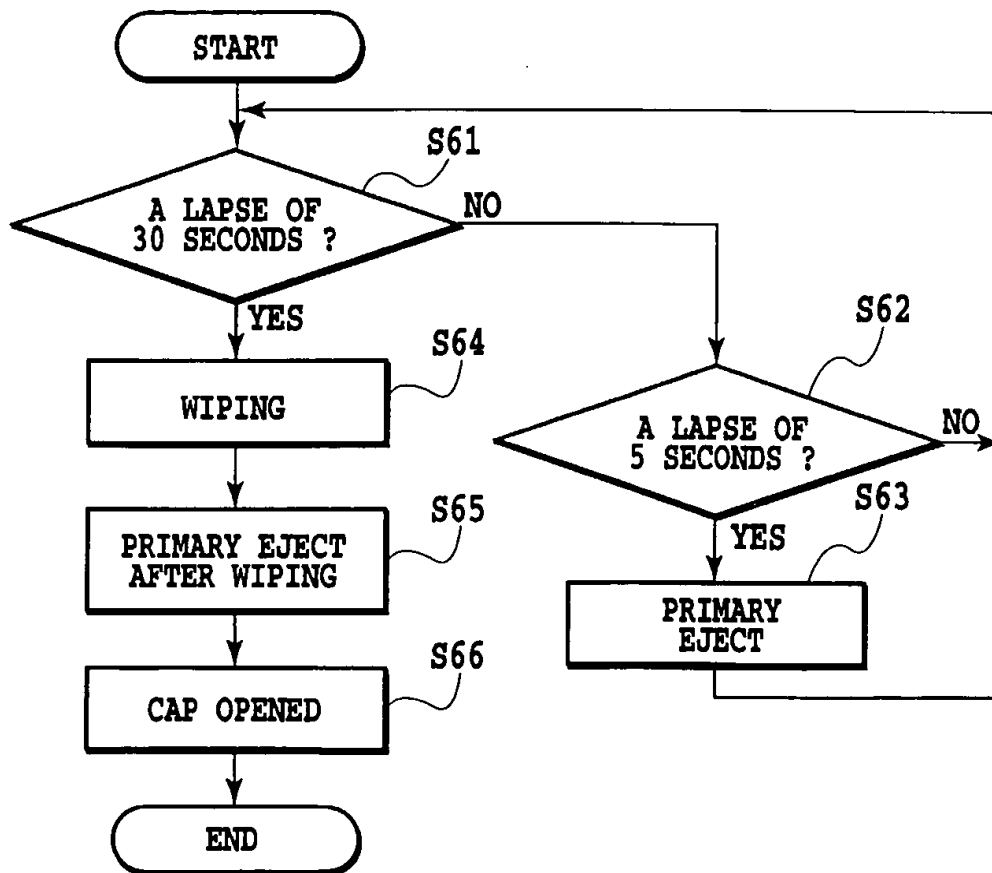 START
S61
A LAPSE OF
30 SECONDS ?
NO
YES
S64
WIPING
S62
A LAPSE OF
5 SECONDS ?
NO
YES
S65
PRIMARY EJECT
AFTER WIPING
S63
PRIMARY
EJECT
S66
CAP OPENED
END